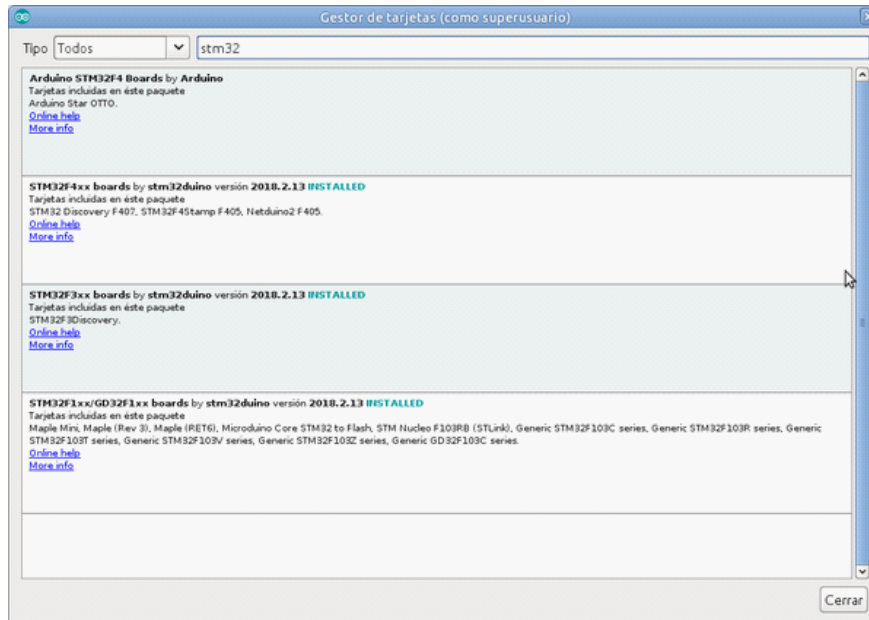 Gestor de tarjetas (como superusuario)
Tipo Todos stm32
Arduino STM32F4 Boards by Arduino
Tarjetas incluidas en éste paquete
Arduino Star OTTO.
Online help
More info
STM32F4xx boards by stm32duino versión 2018.2.13 INSTALLED
Tarjetas incluidas en éste paquete
STM32 Discovery F407, STM32F4Stamp F405, Netduino2 F405.
Online help
More info
STM32F3xx boards by stm32duino versión 2018.2.13 INSTALLED
Tarjetas incluidas en éste paquete
STM32F3Discovery.
Online help
More info
STM32F1xx/GD32F1xx boards by stm32duino versión 2018.2.13 INSTALLED
Tarjetas incluidas en éste paquete
Maple Mini, Maple (Rev 3), Maple (RET6), Microduino Core STM32 to Flash, STM Nucleo F103RB (STLink), Generic STM32F103C series, Generic STM32F103R series, Generic
STM32F103T series, Generic STM32F103V series, Generic STM32F103Z series, Generic GD32F103C series.
Online help
More info
Cerrar